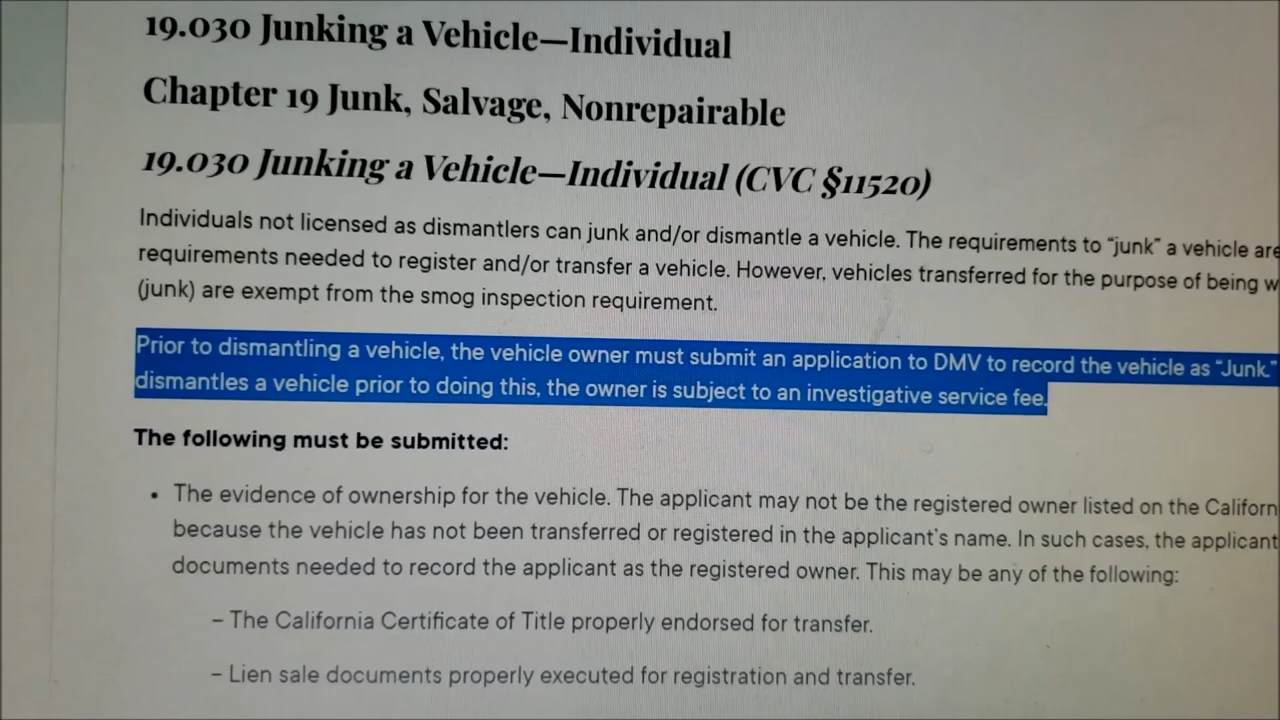 19.030 Junking a Vehicle—Individual
Chapter 19 Junk, Salvage, Nonrepairable
19.030 Junking a Vehicle—Individual (CVC §11520)
Individuals not licensed as dismantlers can junk and/or dismantle a vehicle. The requirements to “junk” a vehicle are
requirements needed to register and/or transfer a vehicle. However, vehicles transferred for the purpose of being w
(junk) are exempt from the smog inspection requirement.
Prior to dismantling a vehicle, the vehicle owner must submit an application to DMV to record the vehicle as “Junk.”
dismantles a vehicle prior to doing this, the owner is subject to an investigative service fee.
The following must be submitted:
• The evidence of ownership for the vehicle. The applicant may not be the registered owner listed on the Californ
because the vehicle has not been transferred or registered in the applicant's name. In such cases, the applicant
documents needed to record the applicant as the registered owner. This may be any of the following:
– The California Certificate of Title properly endorsed for transfer.
– Lien sale documents properly executed for registration and transfer.